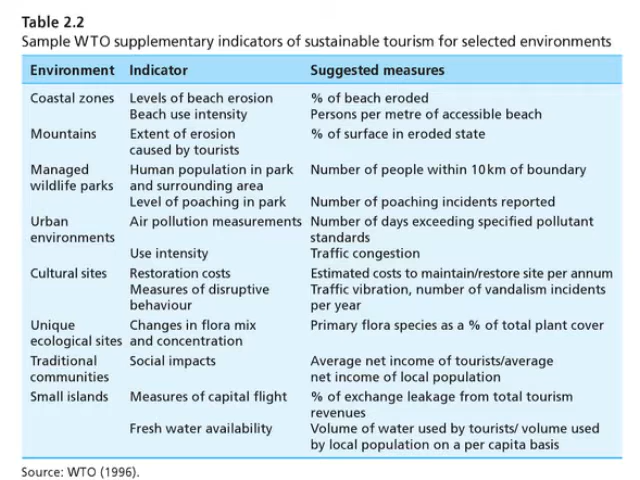 Table 2.2
Sample WTO supplementary indicators of sustainable tourism for selected environments
Environment Indicator Suggested measures
Coastal zones Levels of beach erosion % of beach eroded
Beach use intensity Persons per metre of accessible beach
Mountains Extent of erosion % of surface in eroded state
caused by tourists
Managed Human population in park Number of people within 10 km of boundary
wildlife parks and surrounding area
Level of poaching in park Number of poaching incidents reported
Urban Air pollution measurements Number of days exceeding specified pollutant
environments standards
Use intensity Traffic congestion
Cultural sites Restoration costs Estimated costs to maintain/restore site per annum
Measures of disruptive Traffic vibration, number of vandalism incidents
behaviour per year
Unique Changes in flora mix Primary flora species as a % of total plant cover
ecological sites and concentration
Traditional Social impacts Average net income of tourists/average
communities net income of local population
Small islands Measures of capital flight % of exchange leakage from total tourism
revenues
Fresh water availability Volume of water used by tourists/ volume used
by local population on a per capita basis
Source: WTO (1996).